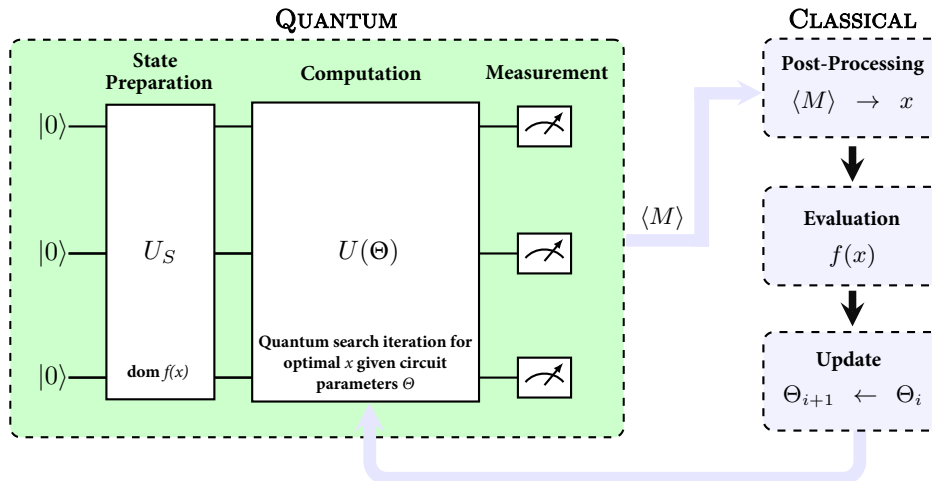 QUANTUM
State
Preparation
Computation
Measurement
|0⟩
|0⟩
|0⟩
U_S
dom f(x)
U(Θ)
Quantum search iteration for
optimal x given circuit
parameters Θ
⟨M⟩
CLASSICAL
Post-Processing
⟨M⟩ → x
Evaluation
f(x)
Update
Θ_{i+1} ← Θ_i